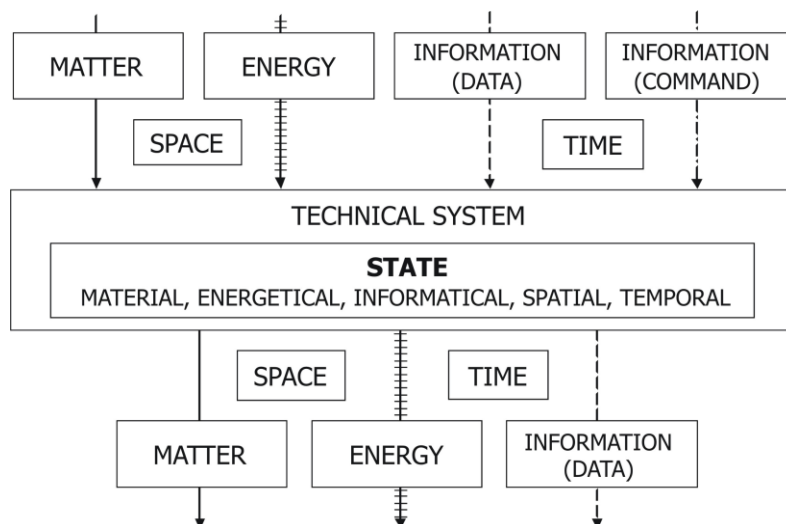 MATTER
ENERGY
INFORMATION
(DATA)
INFORMATION
(COMMAND)
SPACE
TIME
TECHNICAL SYSTEM
STATE
MATERIAL, ENERGETICAL, INFORMATICAL, SPATIAL, TEMPORAL
SPACE
TIME
MATTER
ENERGY
INFORMATION
(DATA)